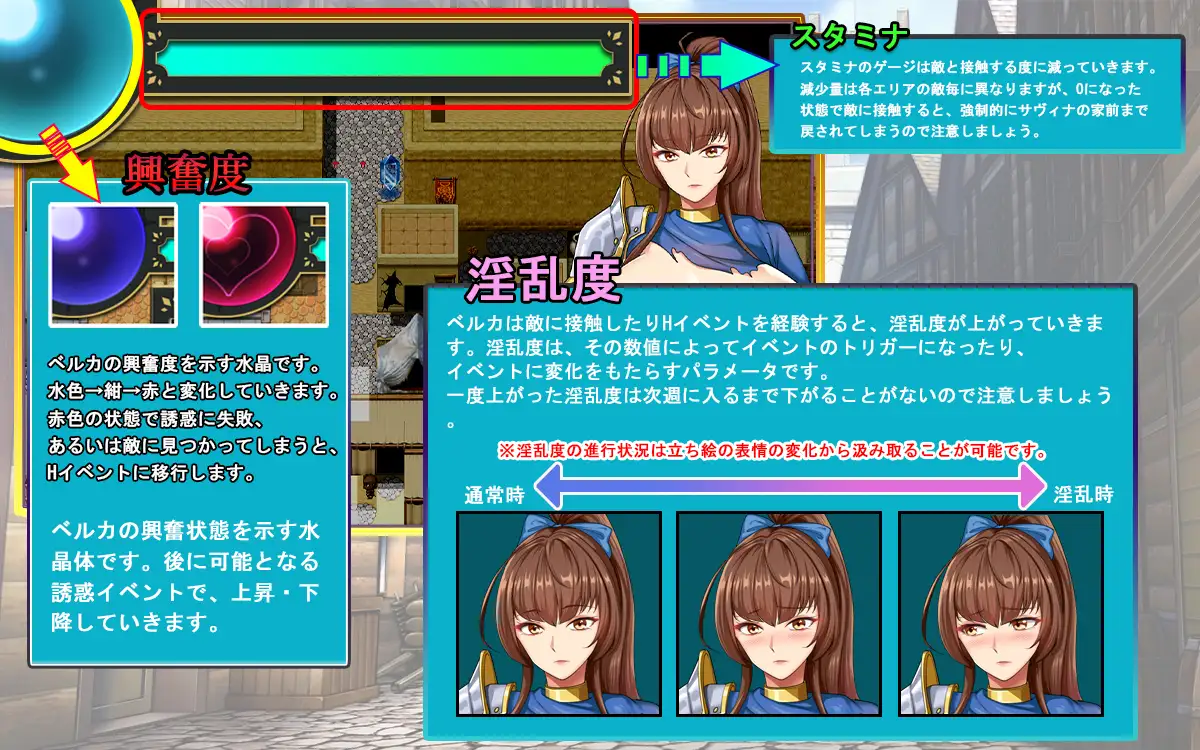 スタミナ
スタミナのゲージは敵と接触する度に減っていきます。
減少量は各エリアの敵毎に異なりますが、0になった
状態で敵に接触すると、強制的にサヴィナの家前まで
戻されてしまうので注意しましょう。
興奮度
ベルカの興奮度を示す水晶です。
水色→紺→赤と変化していきます。
赤色の状態で誘惑に失敗、
あるいは敵に見つかってしまうと、
Hイベントに移行します。
ベルカの興奮状態を示す水
晶体です。後に可能となる
誘惑イベントで、上昇・下
降していきます。
淫乱度
ベルカは敵に接触したりHイベントを経験すると、淫乱度が上がっていきま
す。淫乱度は、その数値によってイベントのトリガーになったり、
イベントに変化をもたらすパラメータです。
一度上がった淫乱度は次週に入るまで下がることがないので注意しましょう
。
※淫乱度の進行状況は立ち絵の表情の変化から汲み取ることが可能です。
通常時
淫乱時